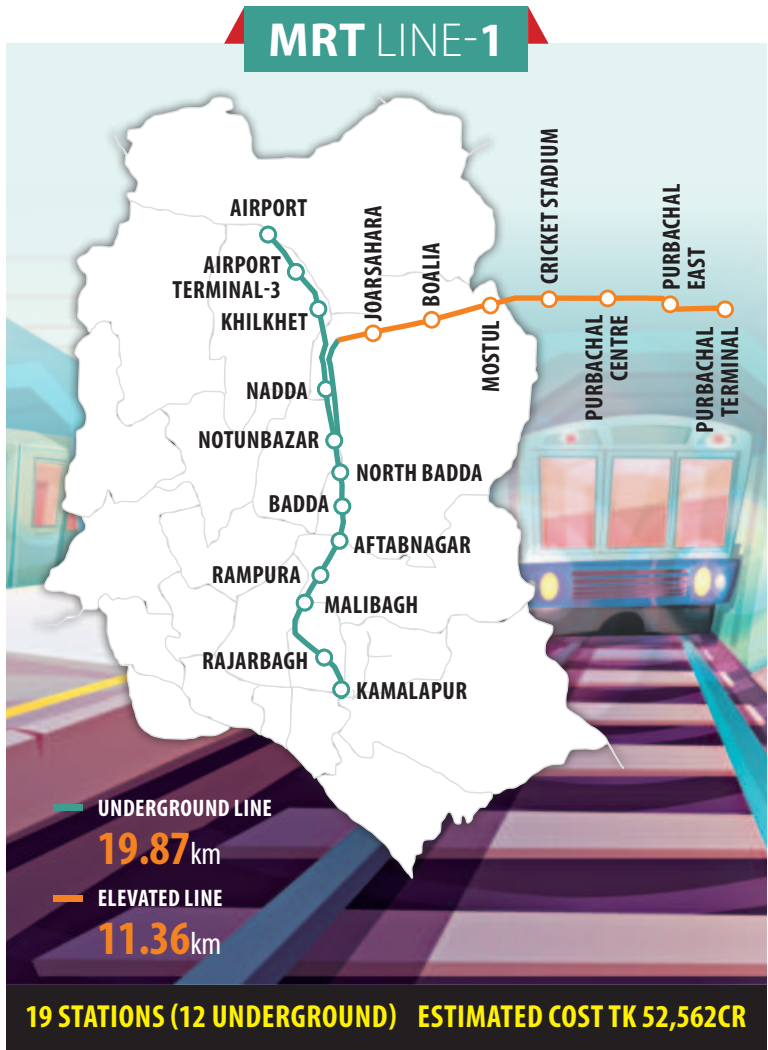 MRT LINE-1
AIRPORT
AIRPORT
TERMINAL-3
KHILKHET
NADDA
NOTUNBAZAR
NORTH BADDA
BADDA
AFTABNAGAR
RAMPURA
MALIBAGH
RAJARBAGH
KAMALAPUR
JOARSAHARA
BOALIA
MOSTUL
CRICKET STADIUM
PURBACHAL
CENTRE
PURBACHAL
EAST
PURBACHAL
TERMINAL
UNDERGROUND LINE
19.87km
ELEVATED LINE
11.36km
19 STATIONS (12 UNDERGROUND) ESTIMATED COST TK 52,562CR